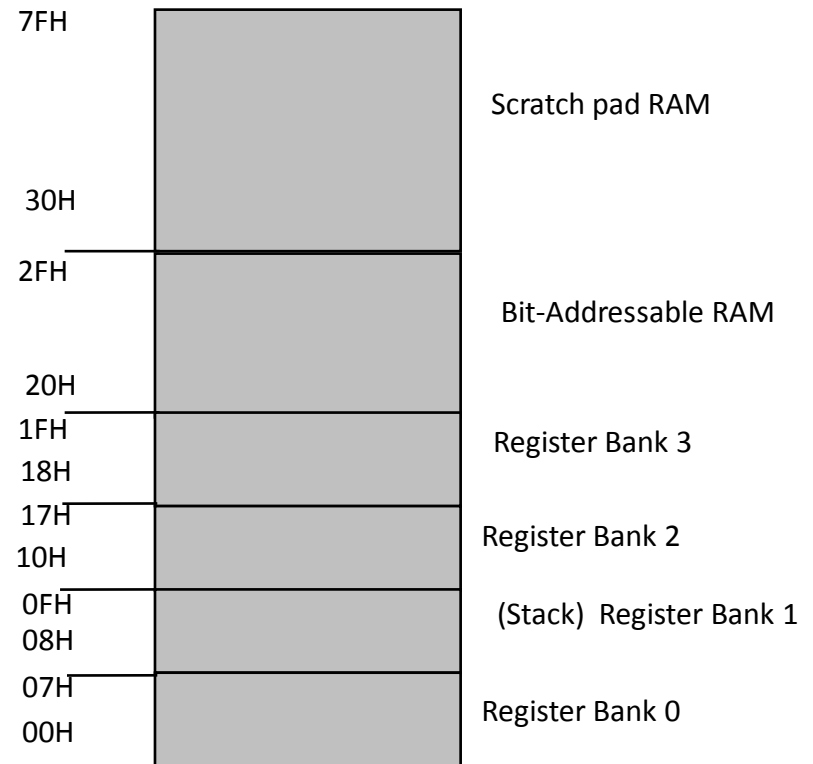 7FH
Scratch pad RAM
30H
2FH
Bit-Addressable RAM
20H
1FH
Register Bank 3
18H
17H
Register Bank 2
10H
0FH
(Stack) Register Bank 1
08H
07H
Register Bank 0
00H